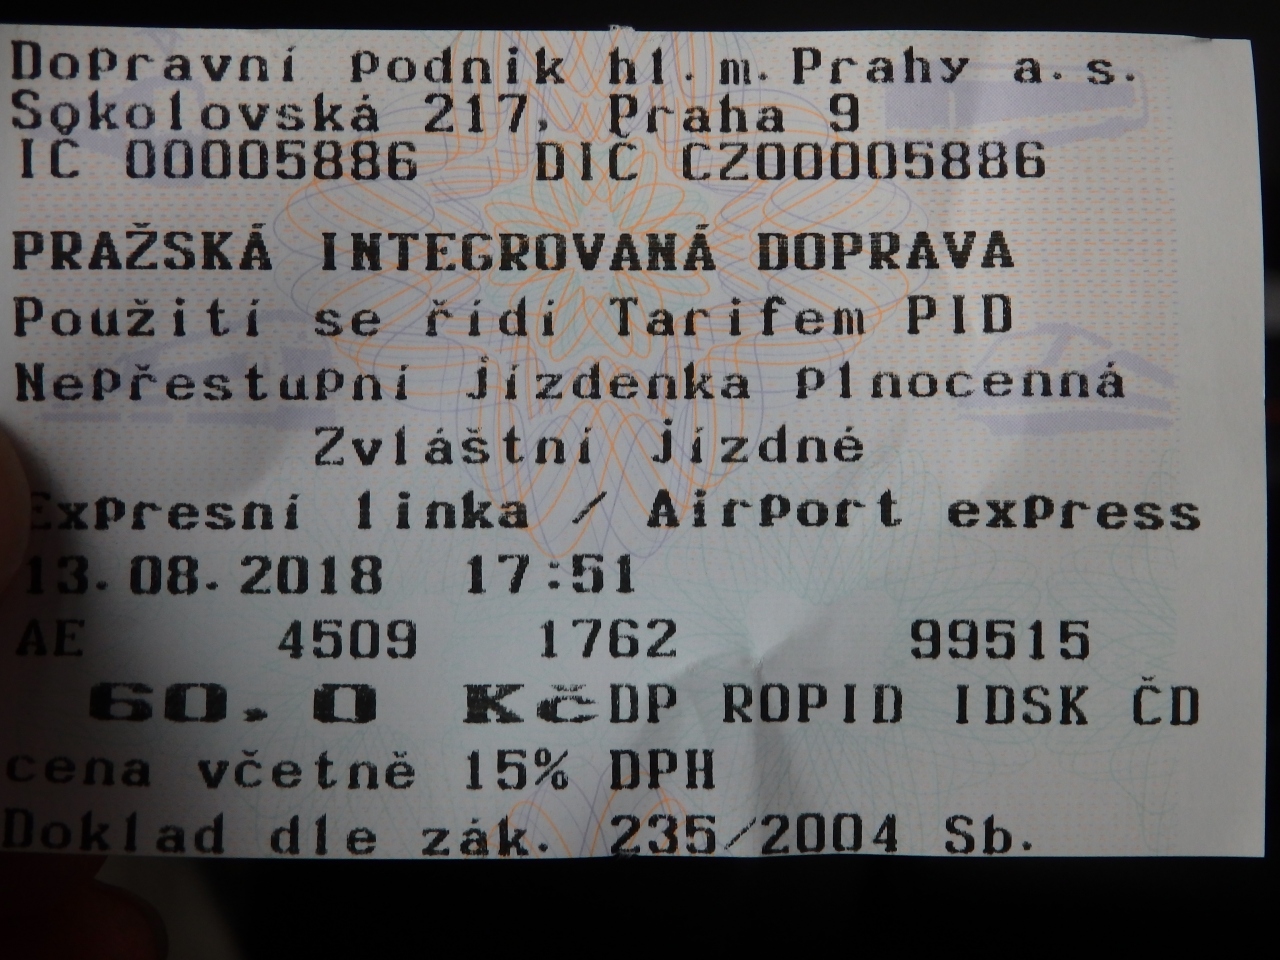 Dopravní podnik hl.m.Prahy a.s.
Sokolovská 217, Praha 9
IČ 00005886 DIČ CZ00005886
PRAŽSKÁ INTEGROVANÁ DOPRAVA
Použití se řídí Tarifem PID
Nepřestupní jízdenka plnocenná
Zvláštní jízdné
Expresní linka / Airport express
13.08.2018 17:51
AE 4509 1762 99515
60.0 Kč DP ROPID IDSK ČD
cena včetně 15% DPH
Doklad dle zák. 235/2004 Sb.